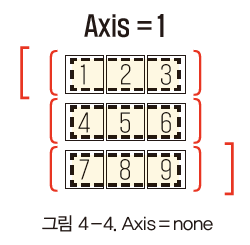 Axis = 1
[ [ 1 2 3 ]
[ 4 5 6 ]
[ 7 8 9 ] ]
그림 4-4. Axis = none